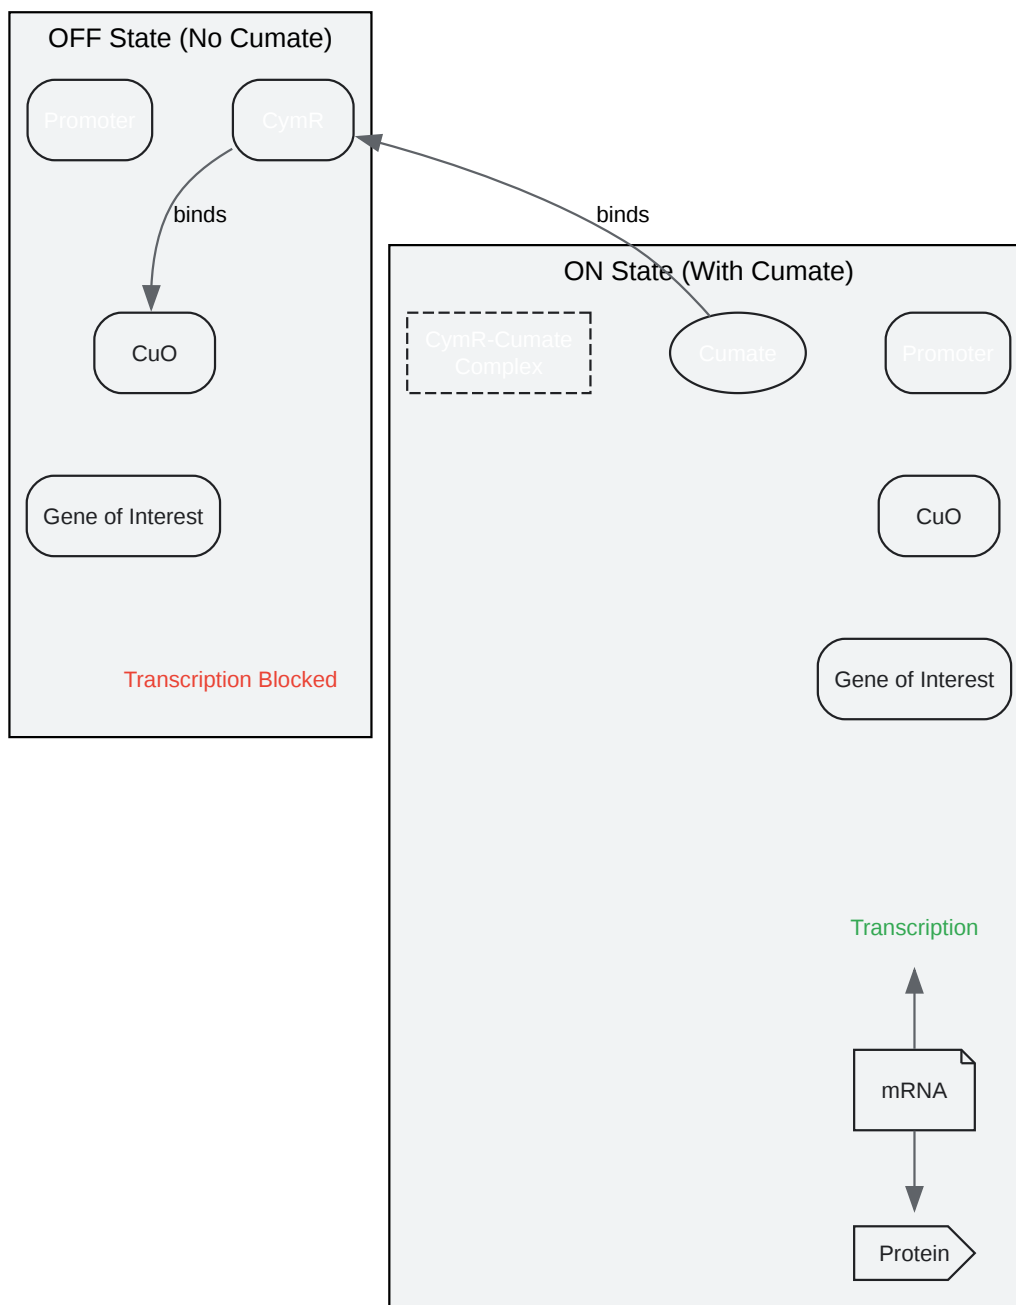 OFF State (No Cumate)
Promoter
CymR
binds
binds
CuO
Gene of Interest
Transcription Blocked
ON State (With Cumate)
CymR-Cumate
Complex
Cumate
Promoter
CuO
Gene of Interest
Transcription
mRNA
Protein